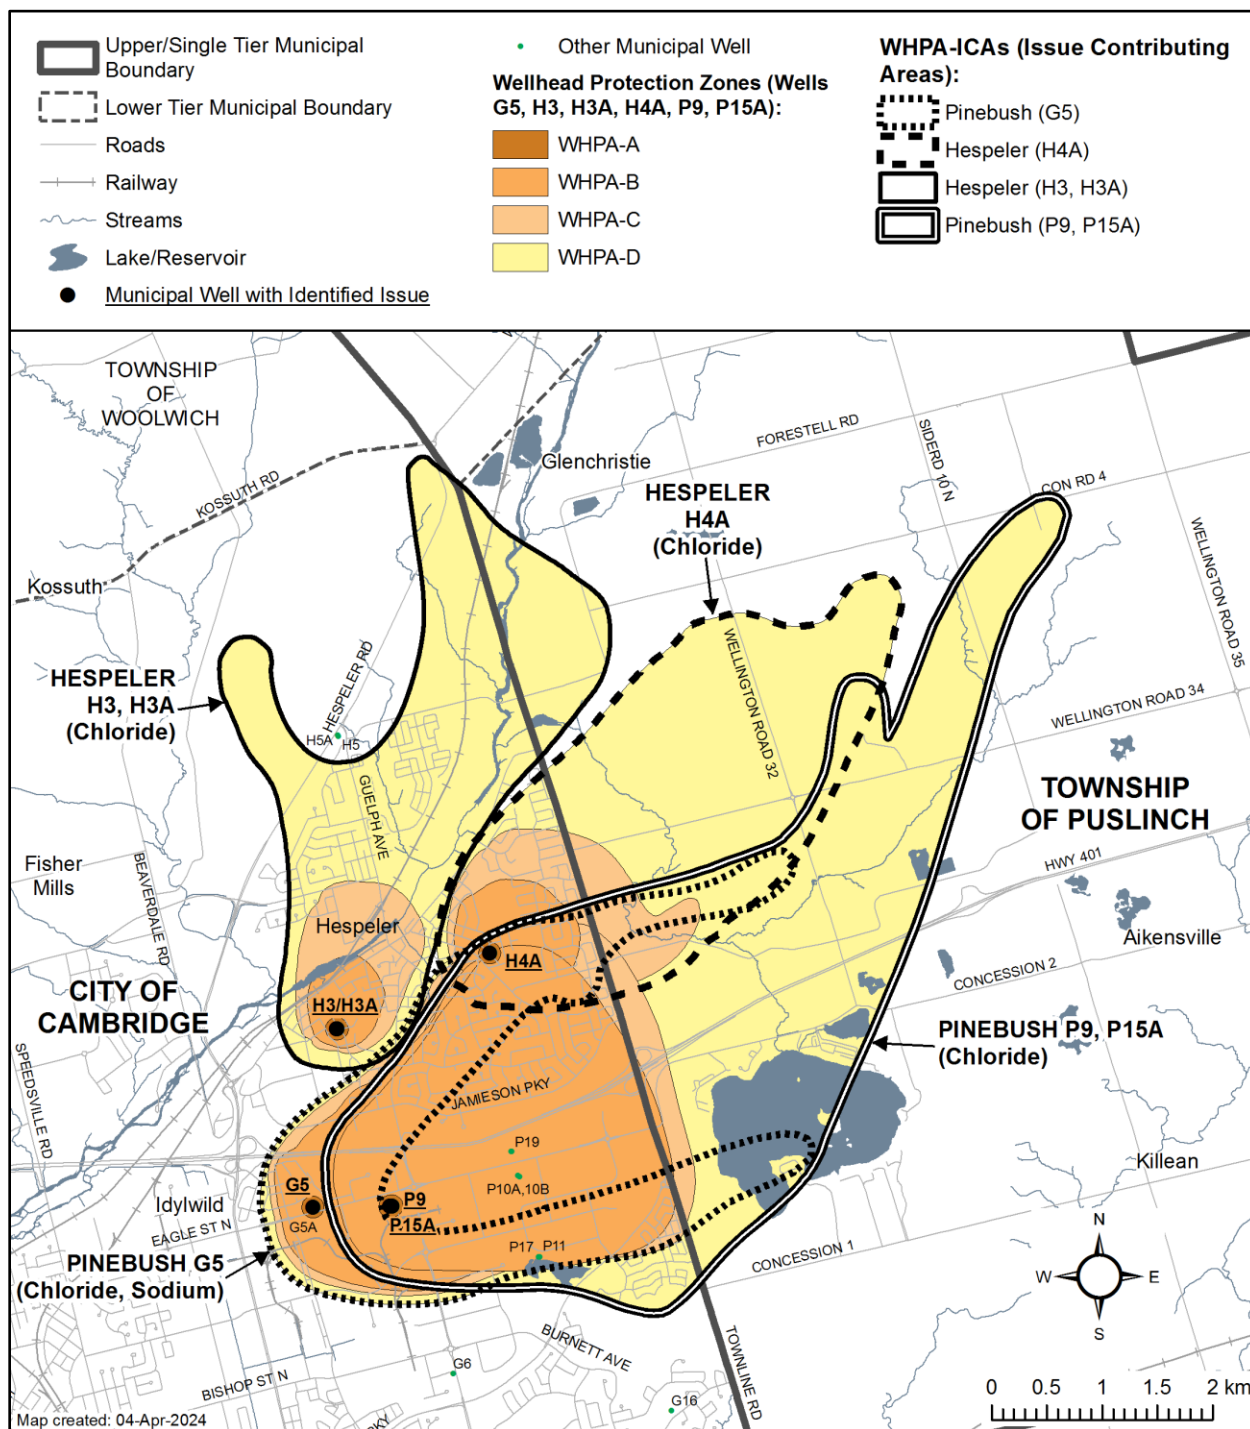 Upper/Single Tier Municipal
Boundary
Lower Tier Municipal Boundary
Roads
Railway
Streams
Lake/Reservoir
Municipal Well with Identified Issue
Other Municipal Well
Wellhead Protection Zones (Wells
G5, H3, H3A, H4A, P9, P15A):
WHPA-A
WHPA-B
WHPA-C
WHPA-D
WHPA-ICAs (Issue Contributing
Areas):
Pinebush (G5)
Hespeler (H4A)
Hespeler (H3, H3A)
Pinebush (P9, P15A)
TOWNSHIP
OF
WOOLWICH
KOSSUTH RD
Kossuth
Glenchristie
FORESTELL RD
SIDERD 10 N
CON RD 4
WELLINGTON ROAD 35
HESPELER
H4A
(Chloride)
HESPELER
H3, H3A
(Chloride)
HESPELER RD
H5A
H5
GUELPH AVE
WELLINGTON ROAD 32
WELLINGTON ROAD 34
TOWNSHIP
OF PUSLINCH
HWY 401
Fisher
Mills
BEAVERDALE RD
Hespeler
H4A
H3/H3A
Aikensville
CONCESSION 2
CITY OF
CAMBRIDGE
SPEEDSVILLE RD
PINEBUSH P9, P15A
(Chloride)
JAMIESON PKY
P19
P10A,10B
Killean
G5
G5A
P9
P15A
Idylwild
EAGLE ST N
PINEBUSH G5
(Chloride, Sodium)
P17
P11
CONCESSION 1
BURNETT AVE
TOWNLINE RD
G6
G16
BISHOP ST N
PKY
N
W
E
S
0 0.5 1 1.5 2 km
Map created: 04-Apr-2024